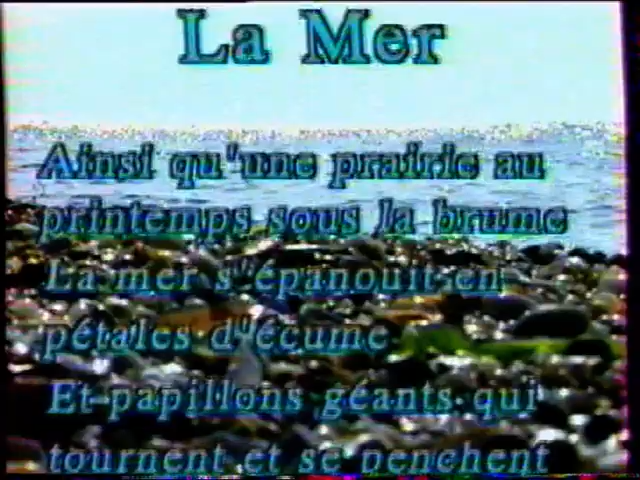 La Mer
Ainsi qu'une prairie au
printemps sous la brume
La mer s'épanouit en
pétales d'écume
Et papillons géants qui
tournent et se penchent